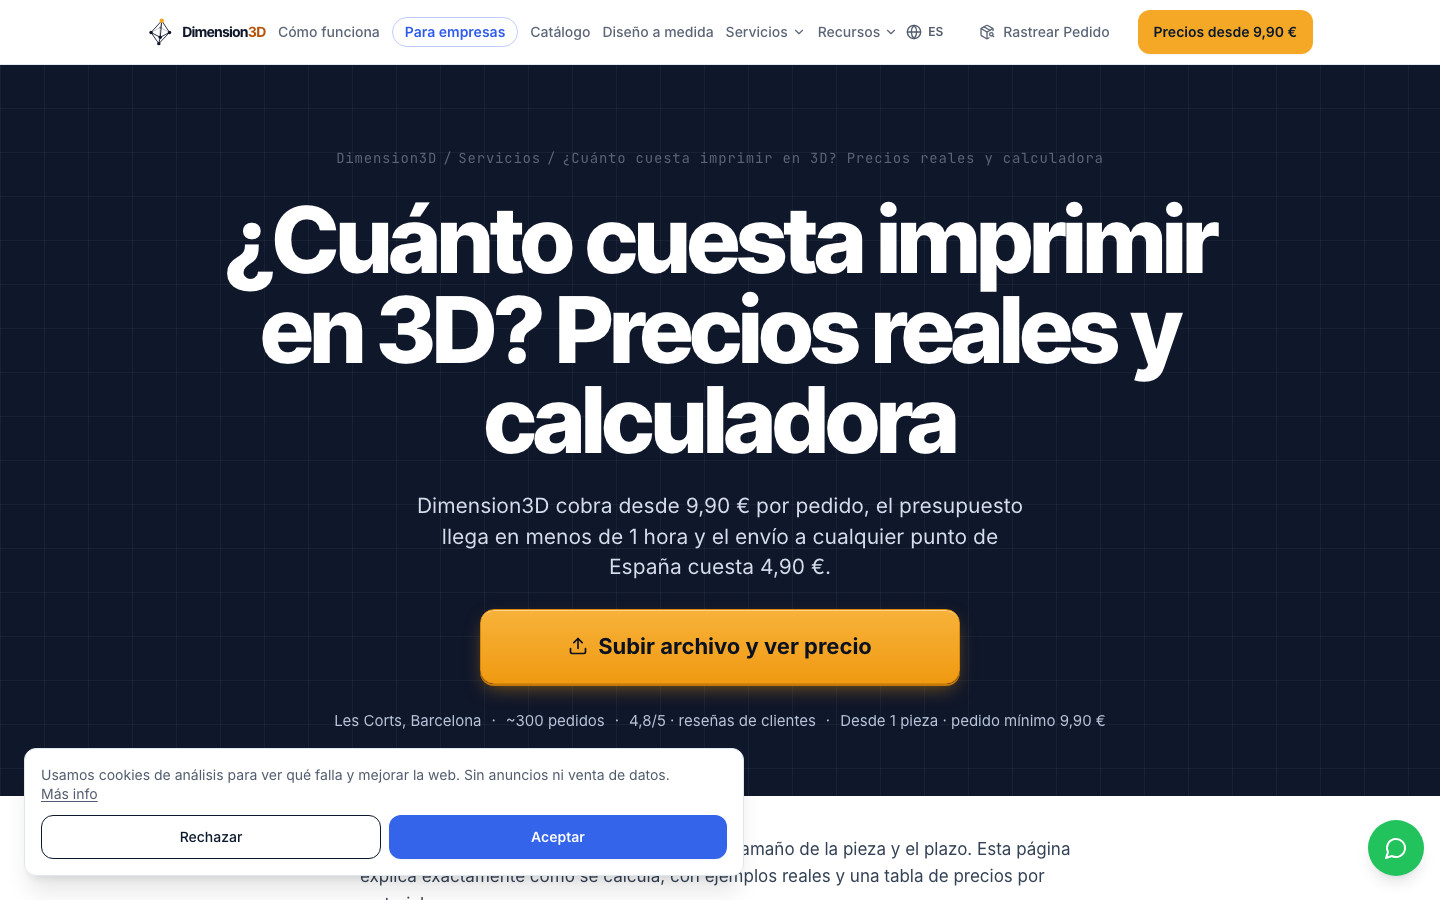 Dimension3D Cómo funciona Para empresas Catálogo Diseño a medida Servicios Recursos ES Rastrear Pedido Precios desde 9,90 €
Dimension3D / Servicios / ¿Cuánto cuesta imprimir en 3D? Precios reales y calculadora
¿Cuánto cuesta imprimir
en 3D? Precios reales y
calculadora
Dimension3D cobra desde 9,90 € por pedido, el presupuesto
llega en menos de 1 hora y el envío a cualquier punto de
España cuesta 4,90 €.
Subir archivo y ver precio
Les Corts, Barcelona · ~300 pedidos · 4,8/5 · reseñas de clientes · Desde 1 pieza · pedido mínimo 9,90 €
Usamos cookies de análisis para ver qué falla y mejorar la web. Sin anuncios ni venta de datos.
Más info
Rechazar Aceptar
de la pieza y el plazo. Esta página
explica exactamente cómo se calcula, con ejemplos reales y una tabla de precios por